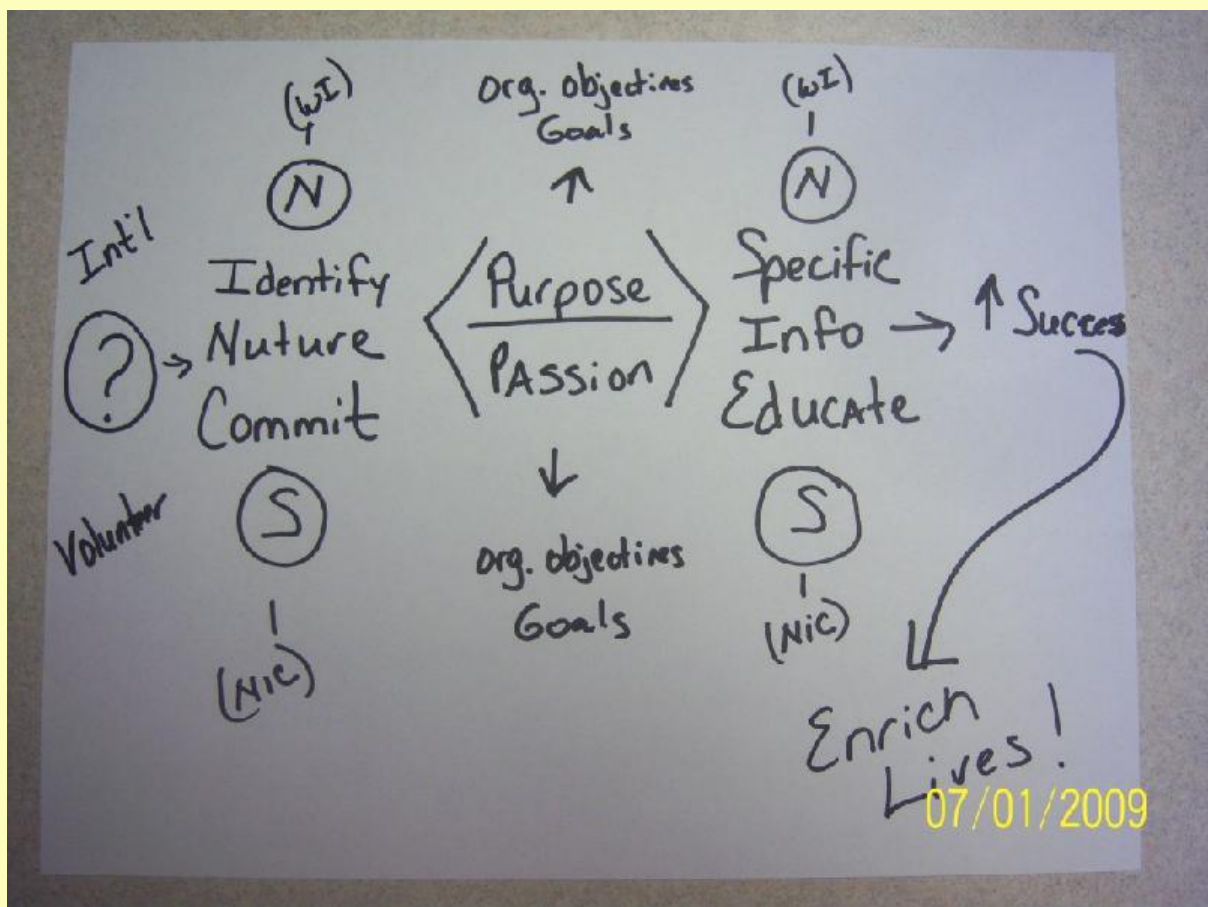 (WI)
N
Org. objectives
Goals
(WI)
N
Int'l
?
Volunteer
Identify
Nuture
Commit
Purpose
PAssion
Specific
Info
EducAte
Success
S
(NIC)
org. objectives
Goals
S
(NIC)
Enrich
Lives!
07/01/2009